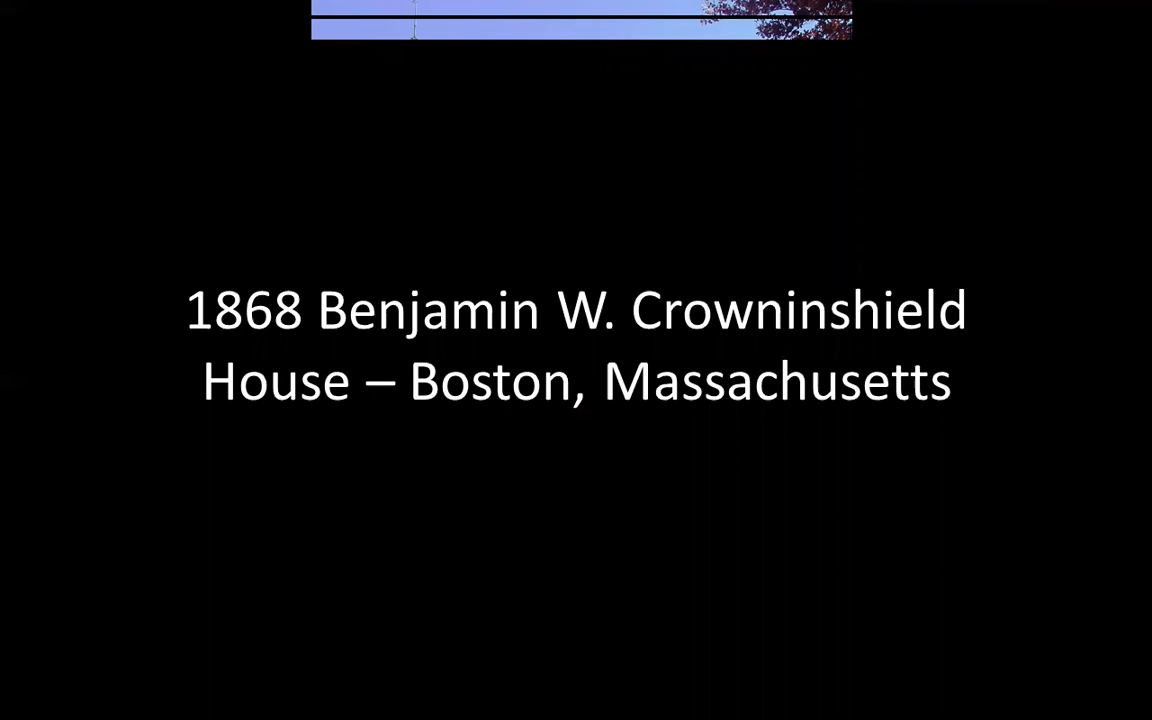 1868 Benjamin W. Crowninshield
House – Boston, Massachusetts